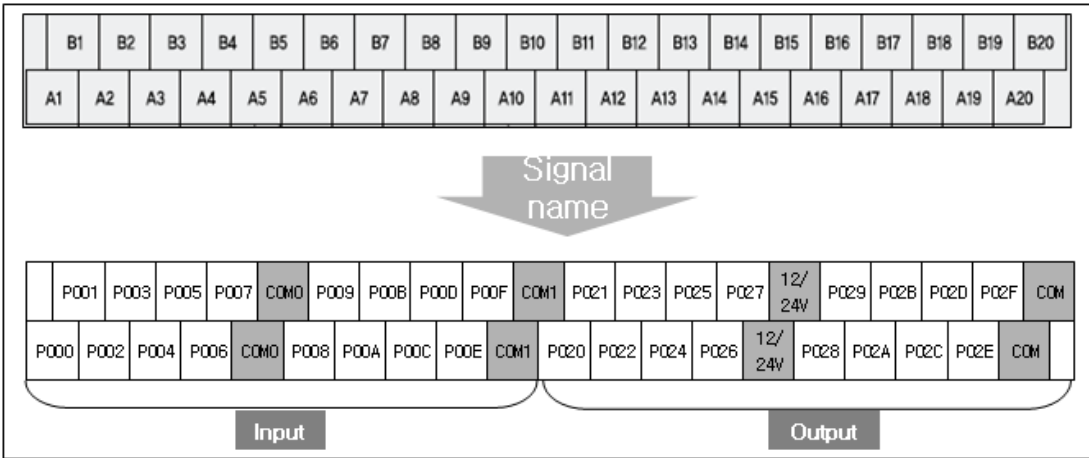 B1 B2 B3 B4 B5 B6 B7 B8 B9 B10 B11 B12 B13 B14 B15 B16 B17 B18 B19 B20
A1 A2 A3 A4 A5 A6 A7 A8 A9 A10 A11 A12 A13 A14 A15 A16 A17 A18 A19 A20
Signal
name
P001 P003 P005 P007 COM0 P009 P00B P00D P00F COM1 P021 P023 P025 P027 12/24V P029 P02B P02D P02F COM
P000 P002 P004 P006 COM0 P008 P00A P00C P00E COM1 P020 P022 P024 P026 12/24V P028 P02A P02C P02E COM
Input Output